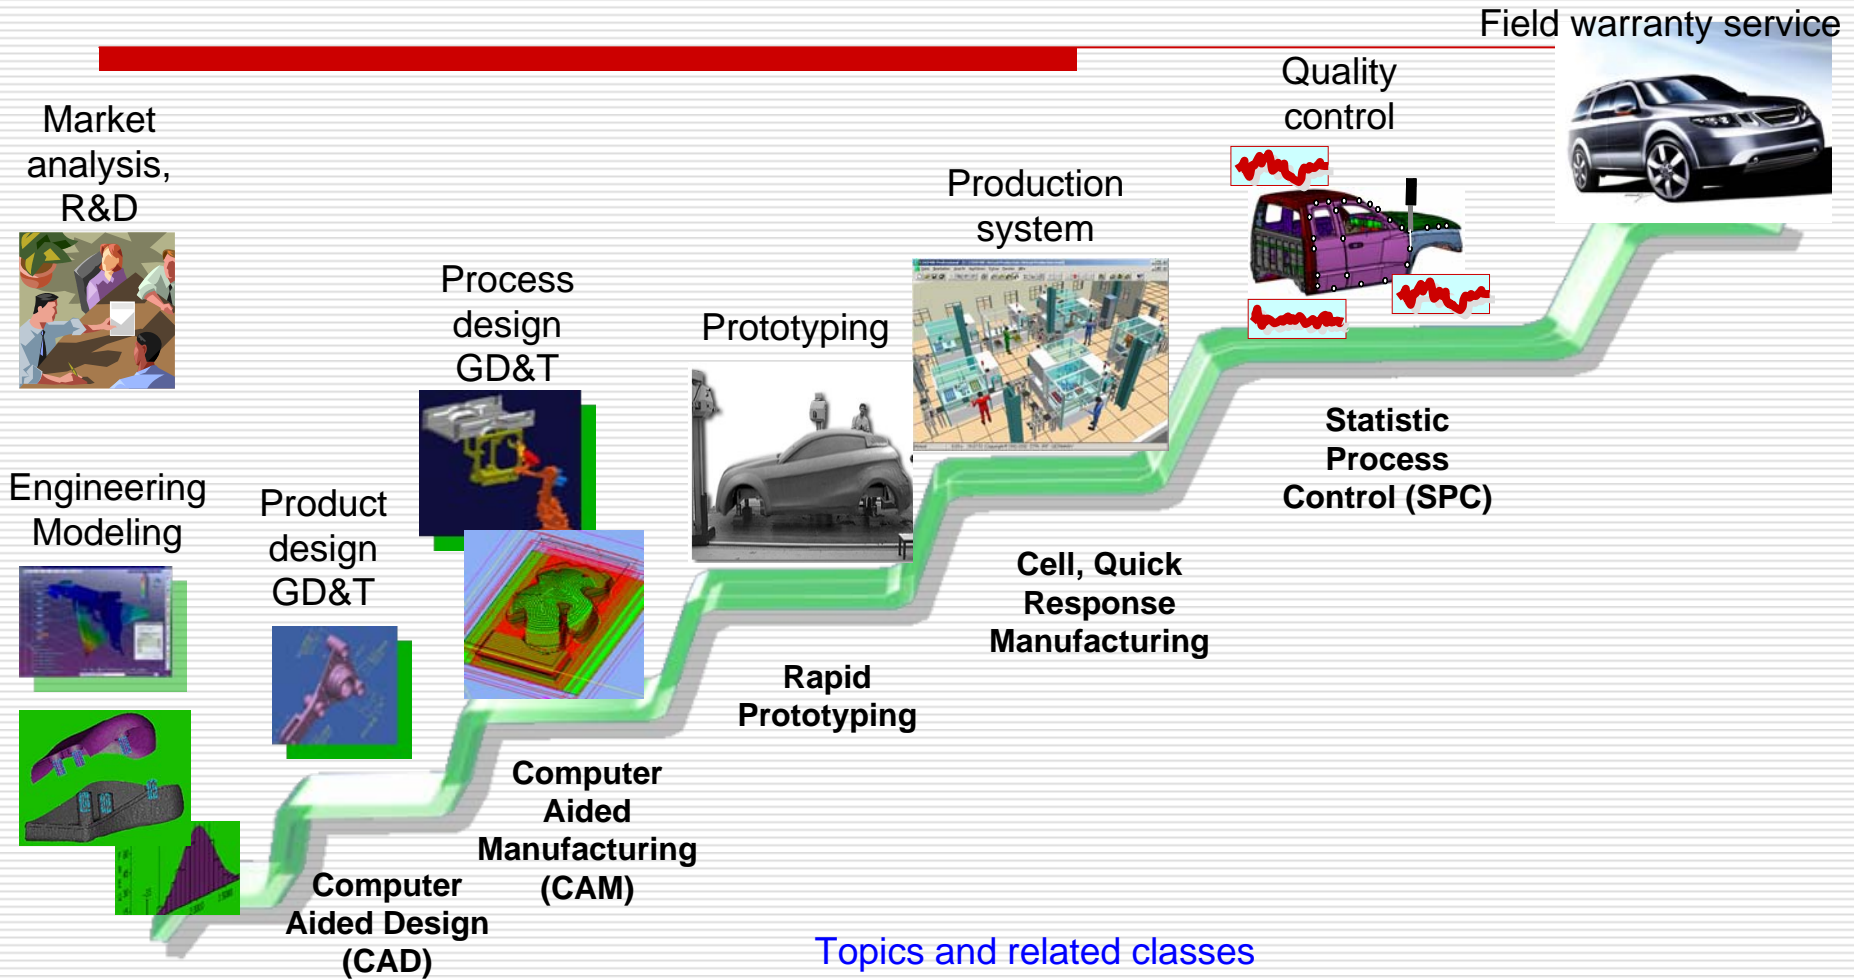 Field warranty service
Quality
control
Market
analysis,
R&D
Production
system
Process
design
GD&T
Prototyping
Engineering
Modeling
Product
design
GD&T
Statistic
Process
Control (SPC)
Cell, Quick
Response
Manufacturing
Rapid
Prototyping
Computer
Aided
Manufacturing
(CAM)
Computer
Aided Design
(CAD)
Topics and related classes